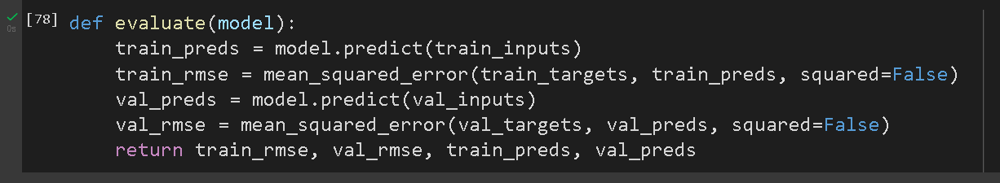 [78] def evaluate(model):
train_preds = model.predict(train_inputs)
train_rmse = mean_squared_error(train_targets, train_preds, squared=False)
val_preds = model.predict(val_inputs)
val_rmse = mean_squared_error(val_targets, val_preds, squared=False)
return train_rmse, val_rmse, train_preds, val_preds
0s